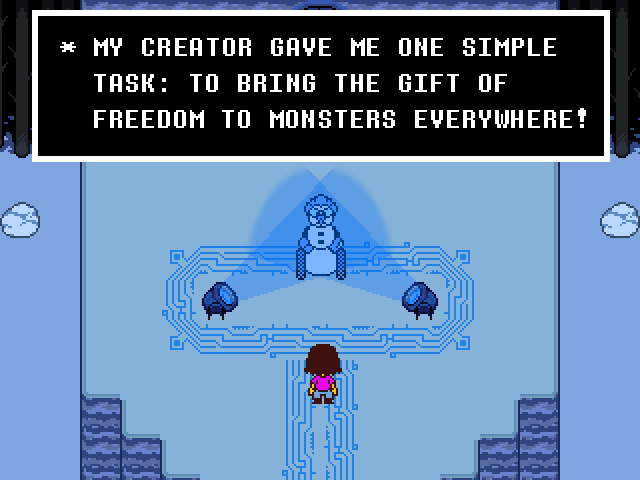 * MY CREATOR GAVE ME ONE SIMPLE
TASK: TO BRING THE GIFT OF
FREEDOM TO MONSTERS EVERYWHERE!